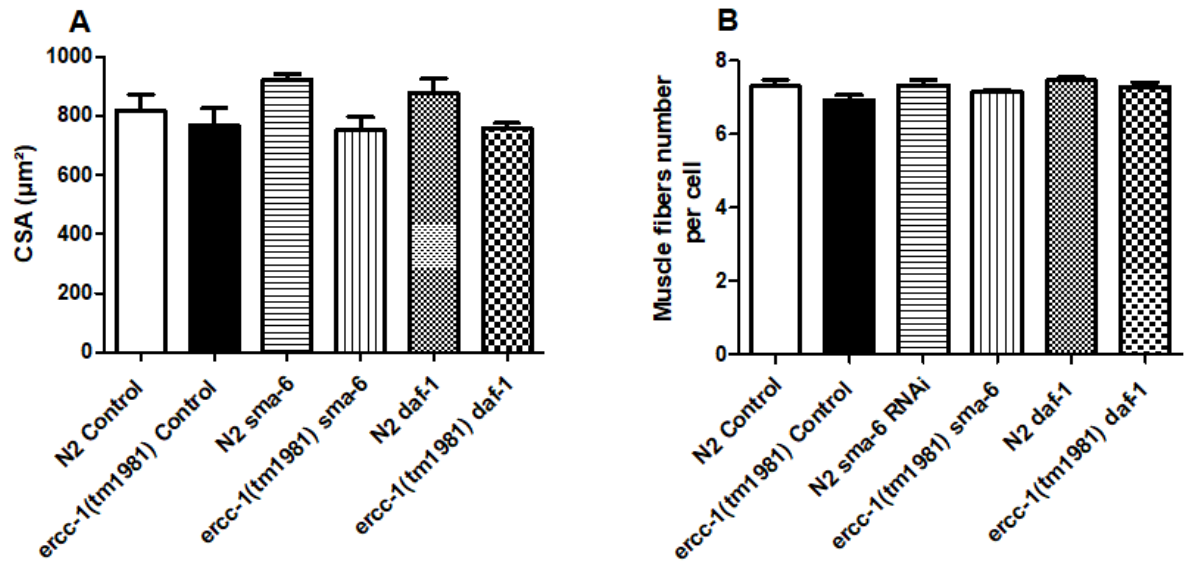 A
CSA (µm²)
1000
800
600
400
200
0
N2 Control
ercc-1(tm1981) Control
N2 sma-6
ercc-1(tm1981) sma-6
N2 daf-1
ercc-1(tm1981) daf-1
B
Muscle fibers number
per cell
8
6
4
2
0
N2 Control
ercc-1(tm1981) Control
N2 sma-6 RNAi
ercc-1(tm1981) sma-6
N2 daf-1
ercc-1(tm1981) daf-1